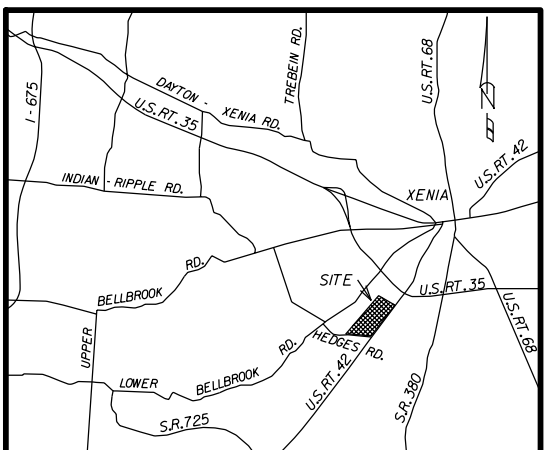 TREBEIN RD.
U.S.RT.68
I-675
DAYTON - XENIA RD.
U.S.RT.35
N
U.S.RT.42
INDIAN - RIPPLE RD.
XENIA
UPPER BELLBROOK RD.
SITE
U.S.RT.35
U.S.RT.68
HEDGES RD.
LOWER BELLBROOK RD.
U.S.RT.42
S.R.380
S.R.725